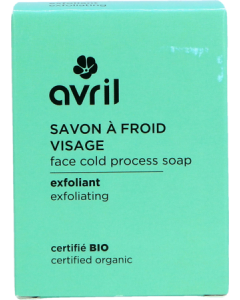 avril
SAVON À FROID
VISAGE
face cold process soap
exfoliant
exfoliating
certifié BIO
certified organic